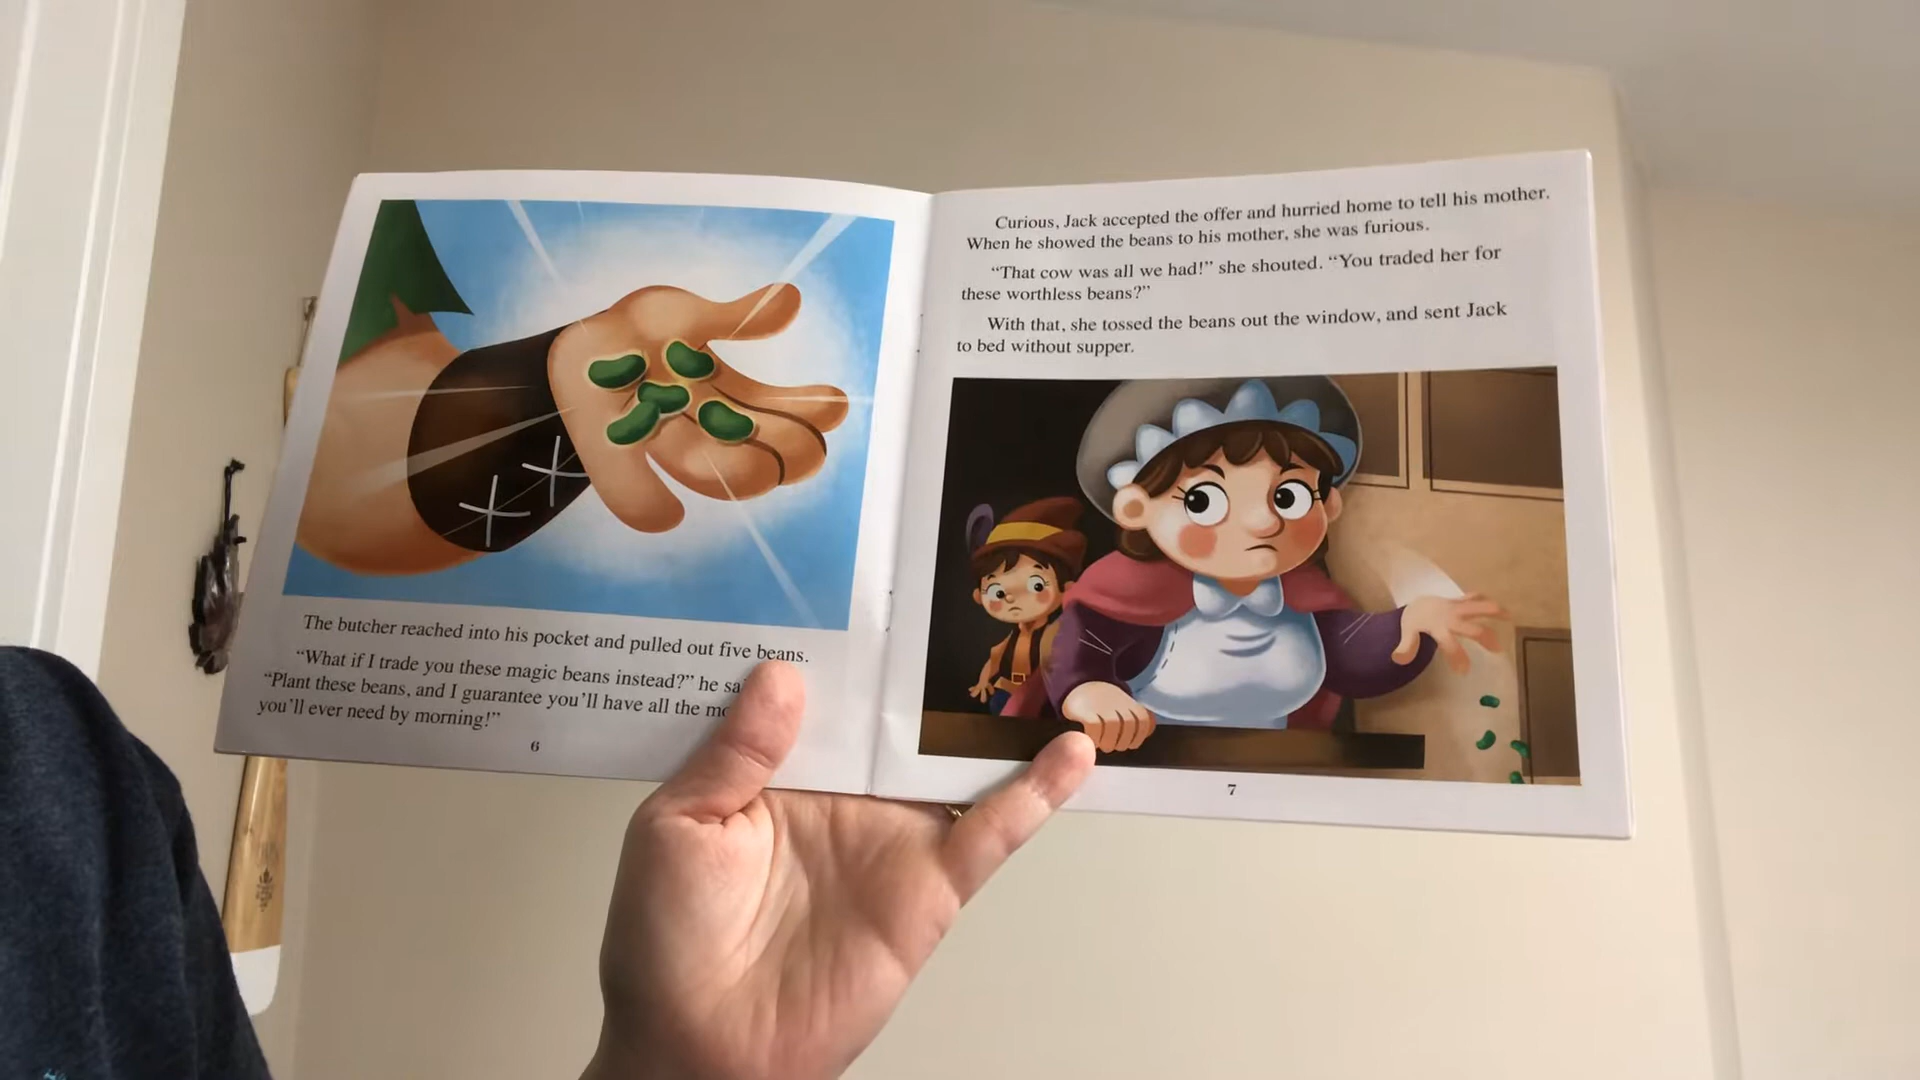 The butcher reached into his pocket and pulled out five beans.
“What if I trade you these magic beans instead?” he
“Plant these beans, and I guarantee you’ll have all the
you’ll ever need by morning!”
6
Curious, Jack accepted the offer and hurried home to tell his mother.
When he showed the beans to his mother, she was furious.
“That cow was all we had!” she shouted. “You traded her for
these worthless beans?”
With that, she tossed the beans out the window, and sent Jack
to bed without supper.
7